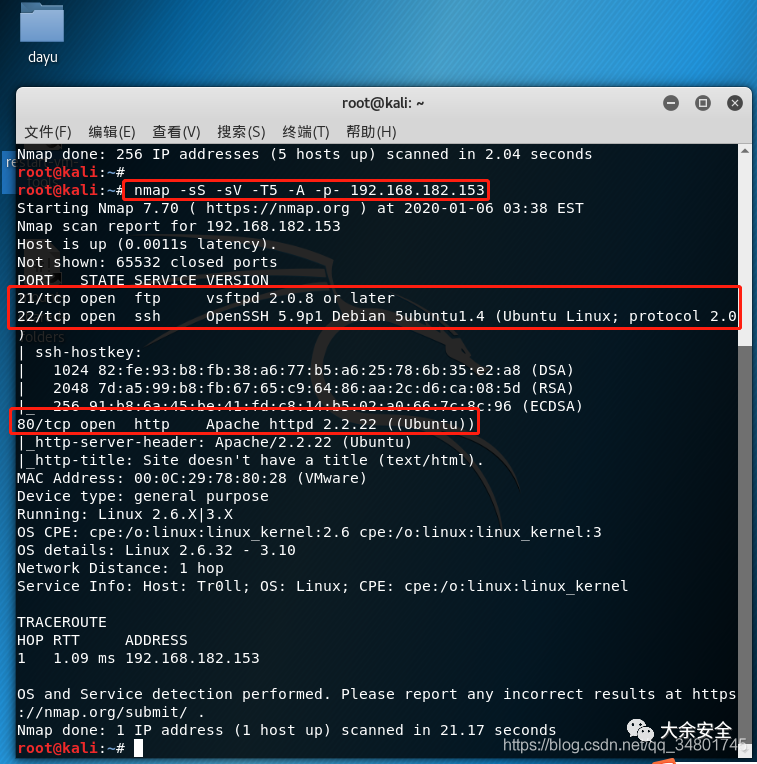 dayu
root@kali: ~
文件(F) 编辑(E) 查看(V) 搜索(S) 终端(T) 帮助(H)
Nmap done: 256 IP addresses (5 hosts up) scanned in 2.04 seconds
root@kali:~#
root@kali:~# nmap -sS -sV -T5 -A -p- 192.168.182.153
Starting Nmap 7.70 ( https://nmap.org ) at 2020-01-06 03:38 EST
Nmap scan report for 192.168.182.153
Host is up (0.0011s latency).
Not shown: 65532 closed ports
PORT   STATE SERVICE VERSION
21/tcp open  ftp     vsftpd 2.0.8 or later
22/tcp open  ssh     OpenSSH 5.9p1 Debian 5ubuntu1.4 (Ubuntu Linux; protocol 2.0
)
| ssh-hostkey:
|   1024 82:fe:93:b8:fb:38:a6:77:b5:a6:25:78:6b:35:e2:a8 (DSA)
|   2048 7d:a5:99:b8:fb:67:65:c9:64:86:aa:2c:d6:ca:08:5d (RSA)
|_  256 91:b8:6a:45:be:41:fd:c8:14:b5:02:a0:66:7c:8c:96 (ECDSA)
80/tcp open  http    Apache httpd 2.2.22 ((Ubuntu))
|_http-server-header: Apache/2.2.22 (Ubuntu)
|_http-title: Site doesn't have a title (text/html).
MAC Address: 00:0C:29:78:80:28 (VMware)
Device type: general purpose
Running: Linux 2.6.X|3.X
OS CPE: cpe:/o:linux:linux_kernel:2.6 cpe:/o:linux:linux_kernel:3
OS details: Linux 2.6.32 - 3.10
Network Distance: 1 hop
Service Info: Host: Tr0ll; OS: Linux; CPE: cpe:/o:linux:linux_kernel
TRACEROUTE
HOP RTT     ADDRESS
1   1.09 ms 192.168.182.153
OS and Service detection performed. Please report any incorrect results at https
://nmap.org/submit/ .
Nmap done: 1 IP address (1 host up) scanned in 21.17 seconds
root@kali:~#
大余安全
https://blog.csdn.net/qq_34801745